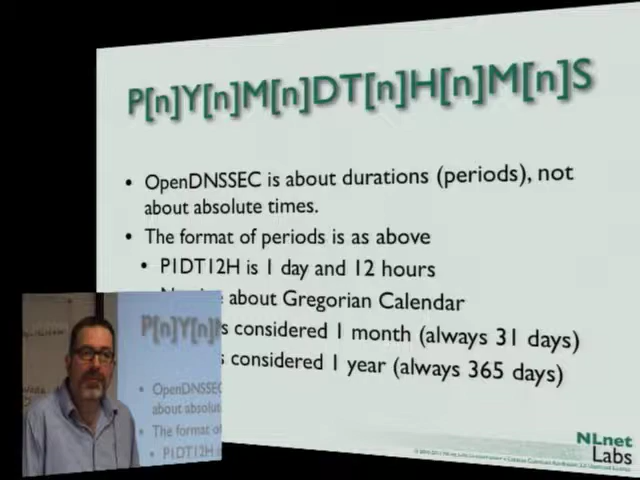 P[n]Y[n]M[n]DT[n]H[n]M[n]S
• OpenDNSSEC is about durations (periods), not
about absolute times.
• The format of periods is as above
• P1DT12H is 1 day and 12 hours
about Gregorian Calendar
s considered 1 month (always 31 days)
s considered 1 year (always 365 days)
P[n]Y[n]
• OpenDNSSEC
about absolut
• The format of
• P1DT12H
NLnet
Labs